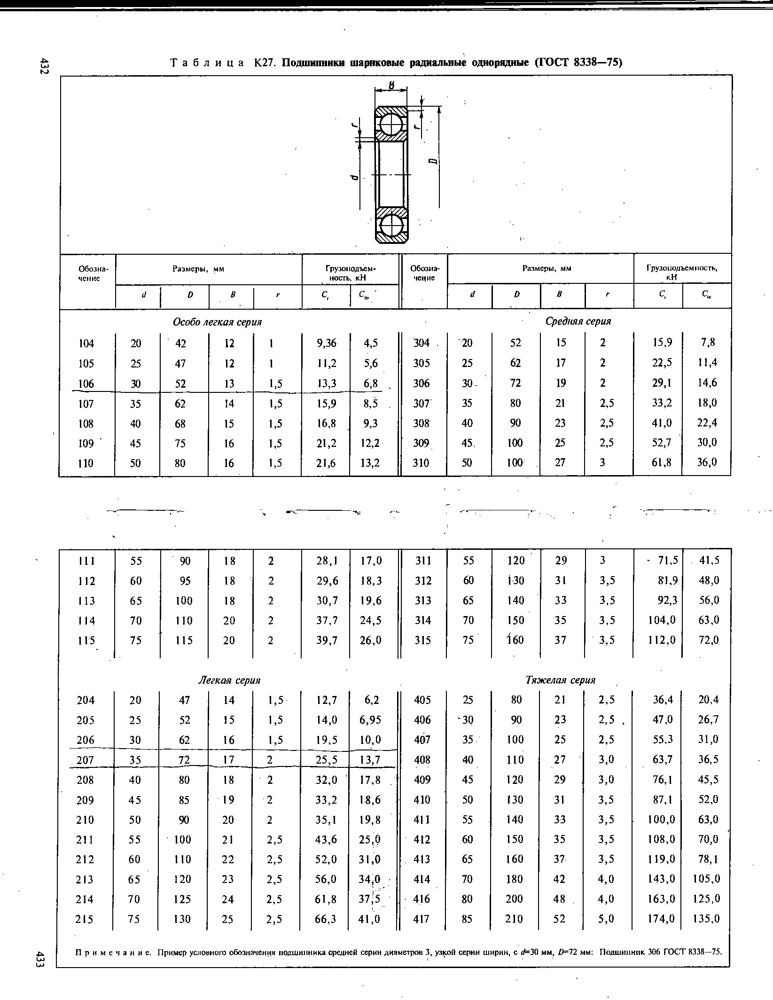 432
Таблица К27. Подшипники шариковые радиальные однорядные (ГОСТ 8338—75)
B
r
r
D
d
Обозна-
чение
Размеры, мм
Грузоподъем-
ность, кН
Обозна-
чение
Размеры, мм
Грузоподъемность,
кН
d D B r Cr C0r d D B r Cr C0r
Особо легкая серия Средняя серия
104 20 42 12 1 9,36 4,5 304 20 52 15 2 15,9 7,8
105 25 47 12 1 11,2 5,6 305 25 62 17 2 22,5 11,4
106 30 52 13 1,5 13,3 6,8 306 30 72 19 2 29,1 14,6
107 35 62 14 1,5 15,9 8,5 307 35 80 21 2,5 33,2 18,0
108 40 68 15 1,5 16,8 9,3 308 40 90 23 2,5 41,0 22,4
109 45 75 16 1,5 21,2 12,2 309 45 100 25 2,5 52,7 30,0
110 50 80 16 1,5 21,6 13,2 310 50 100 27 3 61,8 36,0
111 55 90 18 2 28,1 17,0 311 55 120 29 3 71,5 41,5
112 60 95 18 2 29,6 18,3 312 60 130 31 3,5 81,9 48,0
113 65 100 18 2 30,7 19,6 313 65 140 33 3,5 92,3 56,0
114 70 110 20 2 37,7 24,5 314 70 150 35 3,5 104,0 63,0
115 75 115 20 2 39,7 26,0 315 75 160 37 3,5 112,0 72,0
Легкая серия Тяжелая серия
204 20 47 14 1,5 12,7 6,2 405 25 80 21 2,5 36,4 20,4
205 25 52 15 1,5 14,0 6,95 406 30 90 23 2,5 47,0 26,7
206 30 62 16 1,5 19,5 10,0 407 35 100 25 2,5 55,3 31,0
207 35 72 17 2 25,5 13,7 408 40 110 27 3,0 63,7 36,5
208 40 80 18 2 32,0 17,8 409 45 120 29 3,0 76,1 45,5
209 45 85 19 2 33,2 18,6 410 50 130 31 3,5 87,1 52,0
210 50 90 20 2 35,1 19,8 411 55 140 33 3,5 100,0 63,0
211 55 100 21 2,5 43,6 25,0 412 60 150 35 3,5 108,0 70,0
212 60 110 22 2,5 52,0 31,0 413 65 160 37 3,5 119,0 78,1
213 65 120 23 2,5 56,0 34,0 414 70 180 42 4,0 143,0 105,0
214 70 125 24 2,5 61,8 37,5 416 80 200 48 4,0 163,0 125,0
215 75 130 25 2,5 66,3 41,0 417 85 210 52 5,0 174,0 135,0
Примечание. Пример условного обозначения подшипника средней серии диаметров 3, узкой серии ширин, с d=30 мм, D=72 мм: Подшипник 306 ГОСТ 8338—75.
433